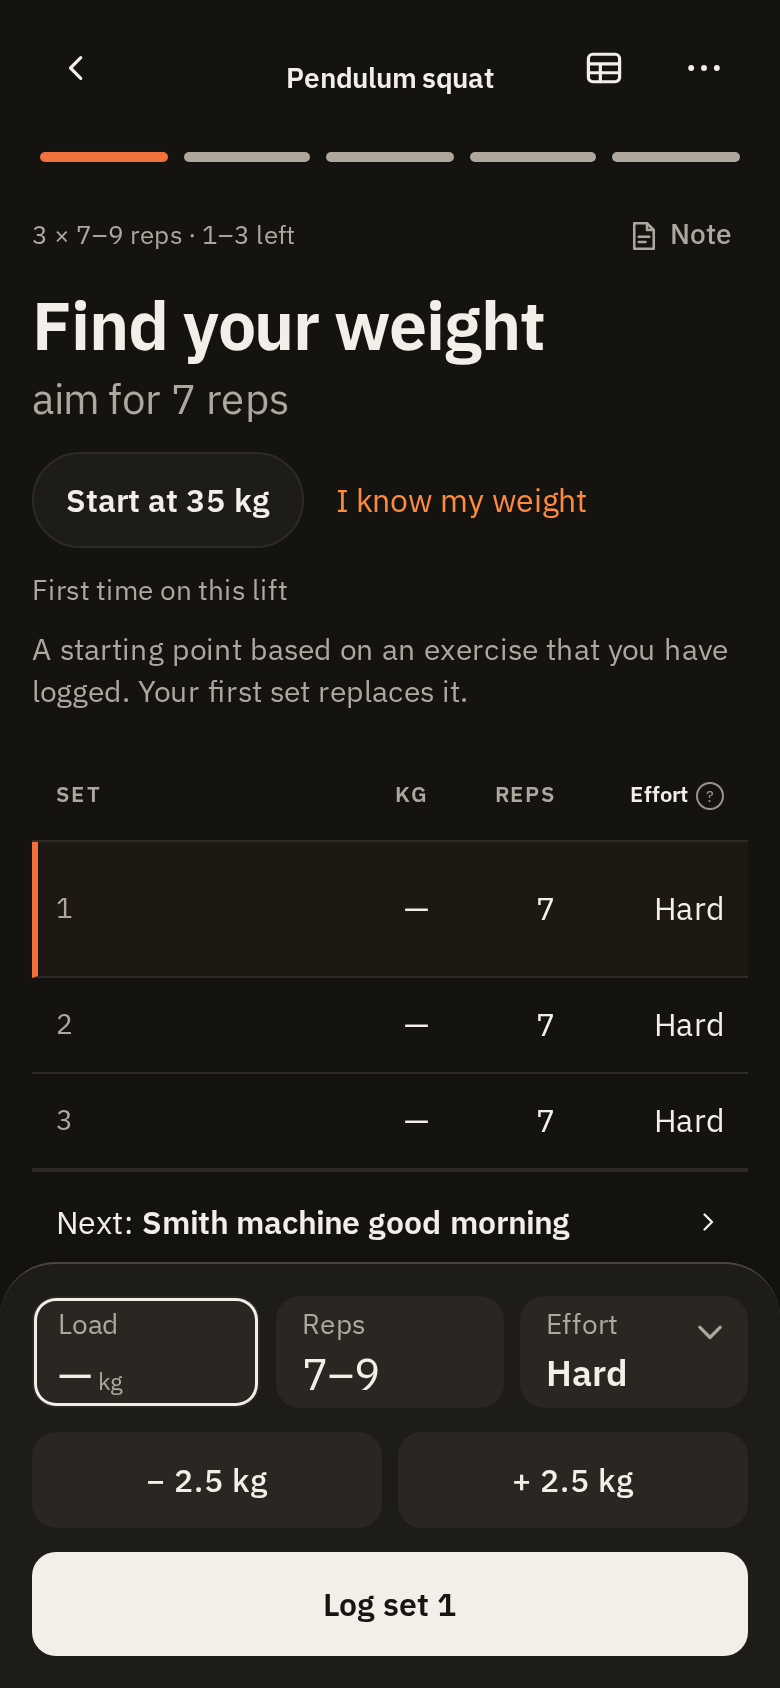 Pendulum squat
3 × 7–9 reps · 1–3 left
Note
Find your weight
aim for 7 reps
Start at 35 kg
I know my weight
First time on this lift
A starting point based on an exercise that you have
logged. Your first set replaces it.
SET KG REPS Effort ?
1 — 7 Hard
2 — 7 Hard
3 — 7 Hard
Next: Smith machine good morning
Load Reps Effort
— kg 7–9 Hard
− 2.5 kg + 2.5 kg
Log set 1